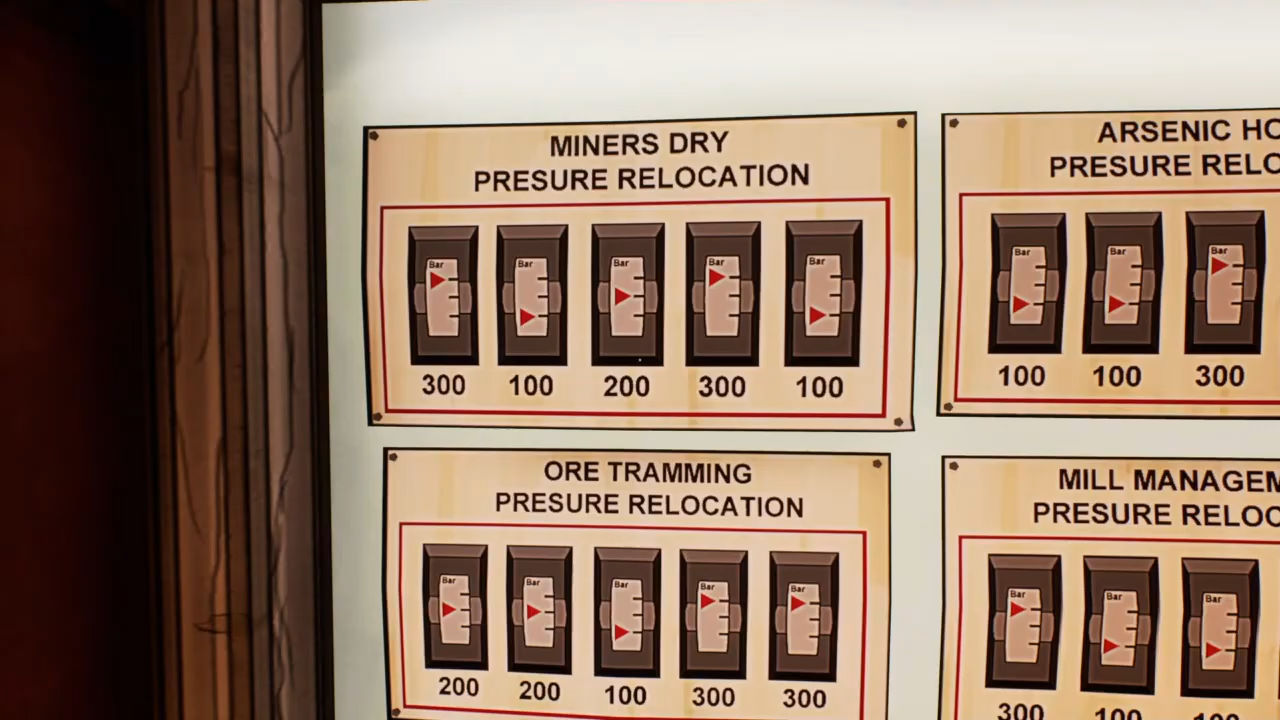 MINERS DRY
PRESURE RELOCATION
Bar Bar Bar Bar Bar
300 100 200 300 100
ARSENIC HO
PRESURE RELO
Bar Bar Bar
100 100 300
ORE TRAMMING
PRESURE RELOCATION
Bar Bar Bar Bar Bar
200 200 100 300 300
MILL MANAGEM
PRESURE RELOC
Bar Bar Bar
300 100 100